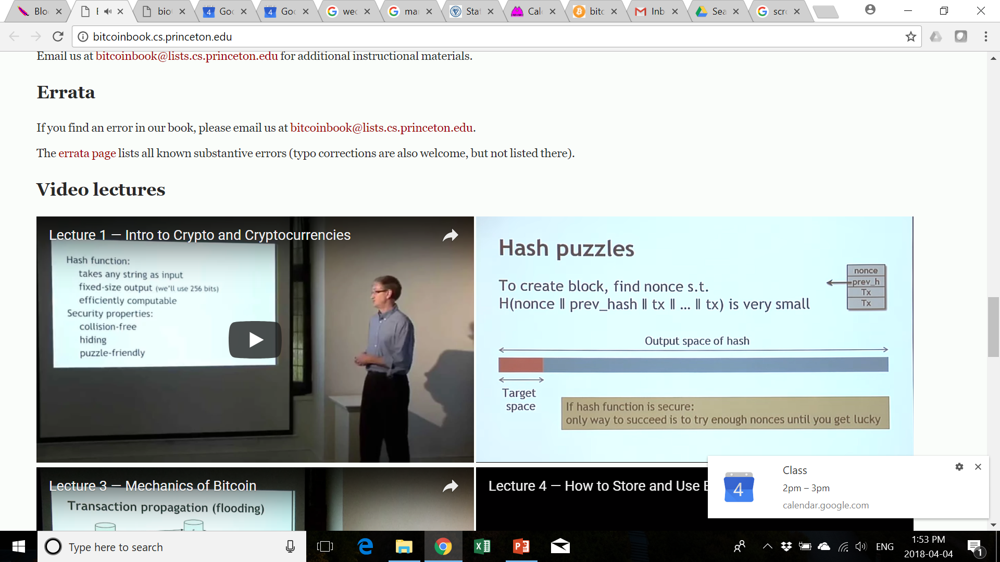 Blo
E
bio
Goo
Goo
wec
ma
Stat
Cal
bitc
Inb
Sea
scro
bitcoinbook.cs.princeton.edu
Email us at bitcoinbook@lists.cs.princeton.edu for additional instructional materials.
Errata
If you find an error in our book, please email us at bitcoinbook@lists.cs.princeton.edu.
The errata page lists all known substantive errors (typo corrections are also welcome, but not listed there).
Video lectures
Lecture 1 — Intro to Crypto and Cryptocurrencies
Hash function:
takes any string as input
fixed-size output (we'll use 256 bits)
efficiently computable
Security properties:
collision-free
hiding
puzzle-friendly
Hash puzzles
To create block, find nonce s.t.
H(nonce ‖ prev_hash ‖ tx ‖ ... ‖ tx) is very small
nonce
prev_h
Tx
Tx
Output space of hash
Target
space
If hash function is secure:
only way to succeed is to try enough nonces until you get lucky
Lecture 3 — Mechanics of Bitcoin
Transaction propagation (flooding)
Lecture 4 — How to Store and Use
4
Class
2pm – 3pm
calendar.google.com
Type here to search
ENG
1:53 PM
2018-04-04
1